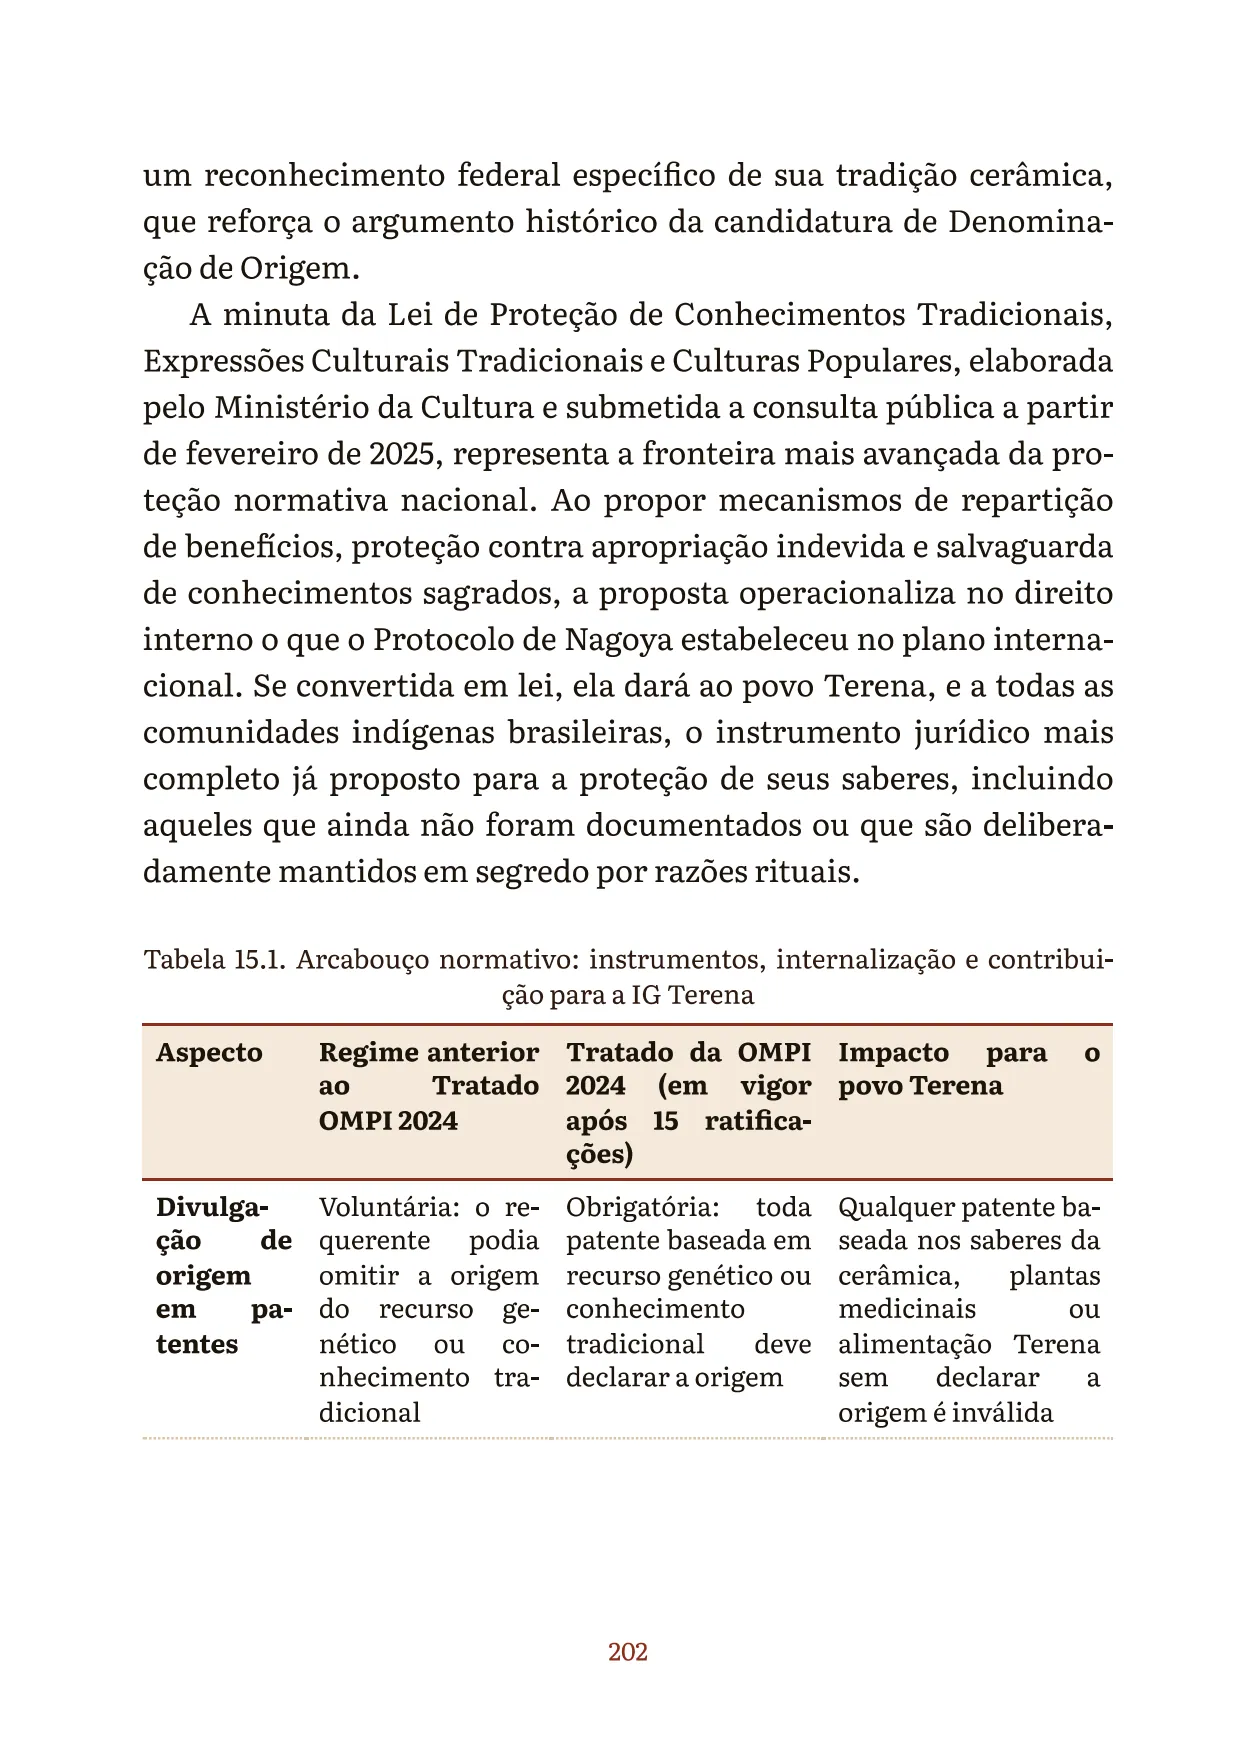 um reconhecimento federal específico de sua tradição cerâmica,
que reforça o argumento histórico da candidatura de Denomina-
ção de Origem.
A minuta da Lei de Proteção de Conhecimentos Tradicionais,
Expressões Culturais Tradicionais e Culturas Populares, elaborada
pelo Ministério da Cultura e submetida a consulta pública a partir
de fevereiro de 2025, representa a fronteira mais avançada da pro-
teção normativa nacional. Ao propor mecanismos de repartição
de benefícios, proteção contra apropriação indevida e salvaguarda
de conhecimentos sagrados, a proposta operacionaliza no direito
interno o que o Protocolo de Nagoya estabeleceu no plano interna-
cional. Se convertida em lei, ela dará ao povo Terena, e a todas as
comunidades indígenas brasileiras, o instrumento jurídico mais
completo já proposto para a proteção de seus saberes, incluindo
aqueles que ainda não foram documentados ou que são delibera-
damente mantidos em segredo por razões rituais.
Tabela 15.1. Arcabouço normativo: instrumentos, internalização e contribui-
ção para a IG Terena
Aspecto
Regime anterior
ao Tratado
OMPI 2024
Tratado da OMPI
2024 (em vigor
após 15 ratifica-
ções)
Impacto para o
povo Terena
Divulga-
ção de
origem
em pa-
tentes
Voluntária: o re-
querente podia
omitir a origem
do recurso ge-
nético ou co-
nhecimento tra-
dicional
Obrigatória: toda
patente baseada em
recurso genético ou
conhecimento
tradicional deve
declarar a origem
Qualquer patente ba-
seada nos saberes da
cerâmica, plantas
medicinais ou
alimentação Terena
sem declarar a
origem é inválida
202